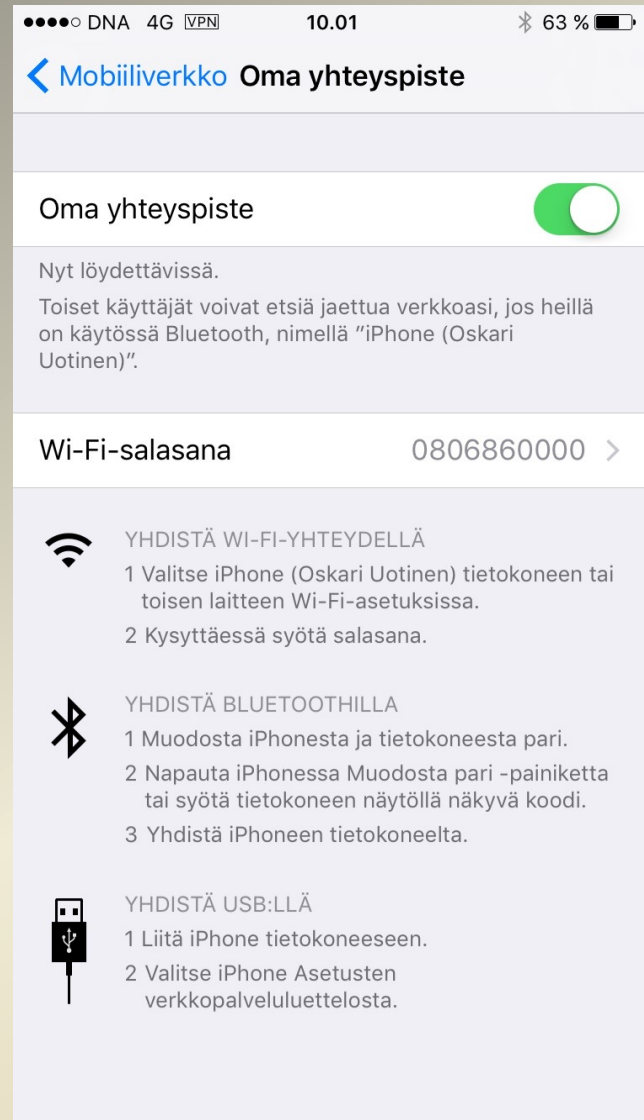 DNA 4G VPN 10.01 63 %
Mobiiliverkko Oma yhteyspiste
Oma yhteyspiste
Nyt löydettävissä.
Toiset käyttäjät voivat etsiä jaettua verkkoasi, jos heillä
on käytössä Bluetooth, nimellä ”iPhone (Oskari
Uotinen)”.
Wi-Fi-salasana 0806860000
YHDISTÄ WI-FI-YHTEYDELLÄ
1 Valitse iPhone (Oskari Uotinen) tietokoneen tai
toisen laitteen Wi-Fi-asetuksissa.
2 Kysyttäessä syötä salasana.
YHDISTÄ BLUETOOTHILLA
1 Muodosta iPhonesta ja tietokoneesta pari.
2 Napauta iPhonessa Muodosta pari -painiketta
tai syötä tietokoneen näytöllä näkyvä koodi.
3 Yhdistä iPhoneen tietokoneelta.
YHDISTÄ USB:LLÄ
1 Liitä iPhone tietokoneeseen.
2 Valitse iPhone Asetusten
verkkopalveluluettelosta.